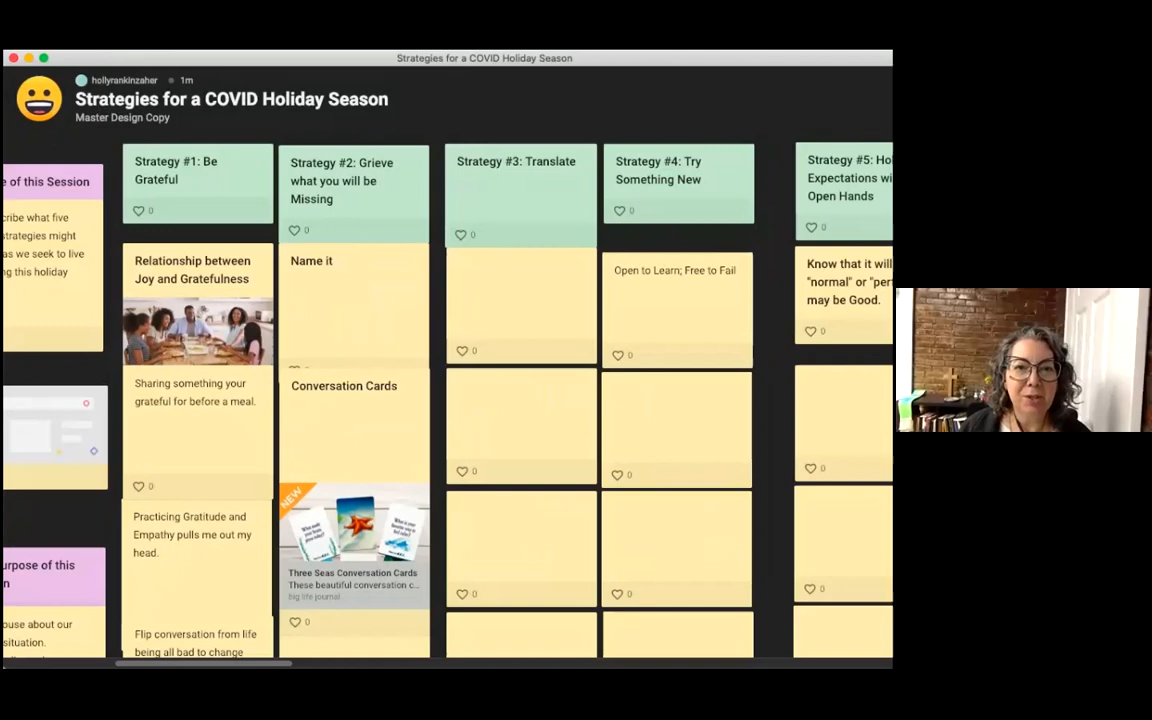 Strategies for a COVID Holiday Season
hollyrankinzaher 1m
Strategies for a COVID Holiday Season
Master Design Copy
e of this Session
cribe what five
strategies might
as we seek to live
ng this holiday
urpose of this
n
ouse about our
situation.
Strategy #1: Be
Grateful
0
Relationship between
Joy and Gratefulness
Sharing something your
grateful for before a meal.
0
Practicing Gratitude and
Empathy pulls me out my
head.
Flip conversation from life
being all bad to change
Strategy #2: Grieve
what you will be
Missing
0
Name it
Conversation Cards
NEW
Three Seas Conversation Cards
These beautiful conversation c...
big life journal
0
Strategy #3: Translate
0
0
0
0
Strategy #4: Try
Something New
0
Open to Learn; Free to Fail
0
0
0
Strategy #5: Hol
Expectations wi
Open Hands
0
Know that it will
"normal" or "per
may be Good.
0
0
0